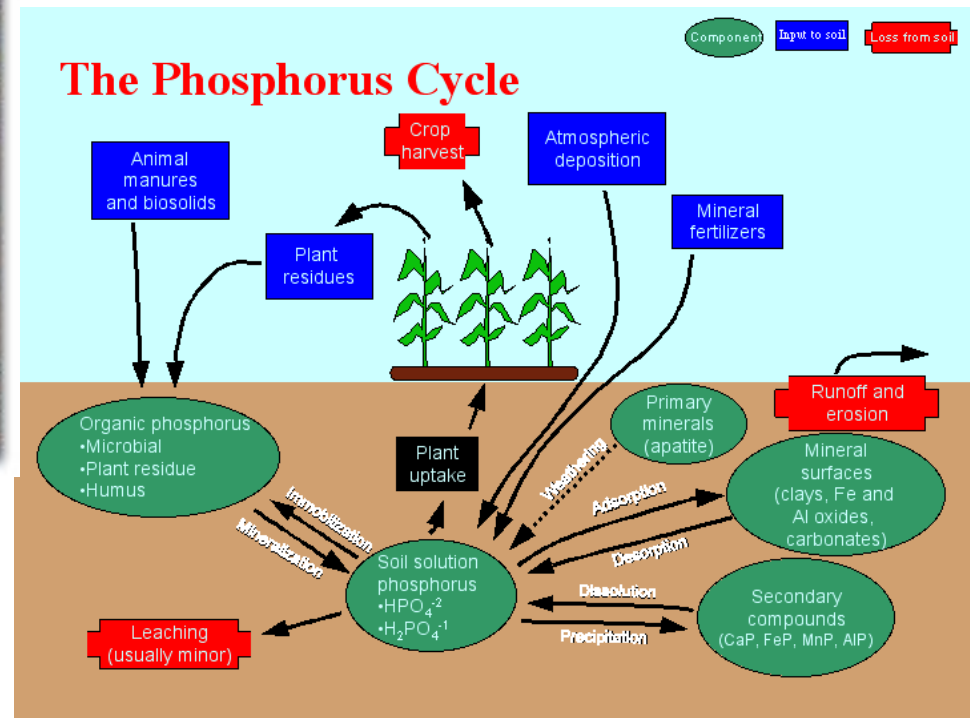 Component
Input to soil
Loss from soil
The Phosphorus Cycle
Crop
harvest
Atmospheric
deposition
Animal
manures
and biosolids
Mineral
fertilizers
Plant
residues
Organic phosphorus
•Microbial
•Plant residue
•Humus
Plant
uptake
Primary
minerals
(apatite)
Runoff and
erosion
Mineral
surfaces
(clays, Fe and
Al oxides,
carbonates)
Weathering
Adsorption
Desorption
Immobilization
Mineralization
Soil solution
phosphorus
•HPO₄⁻²
•H₂PO₄⁻¹
Dissolution
Precipitation
Secondary
compounds
(CaP, FeP, MnP, AlP)
Leaching
(usually minor)